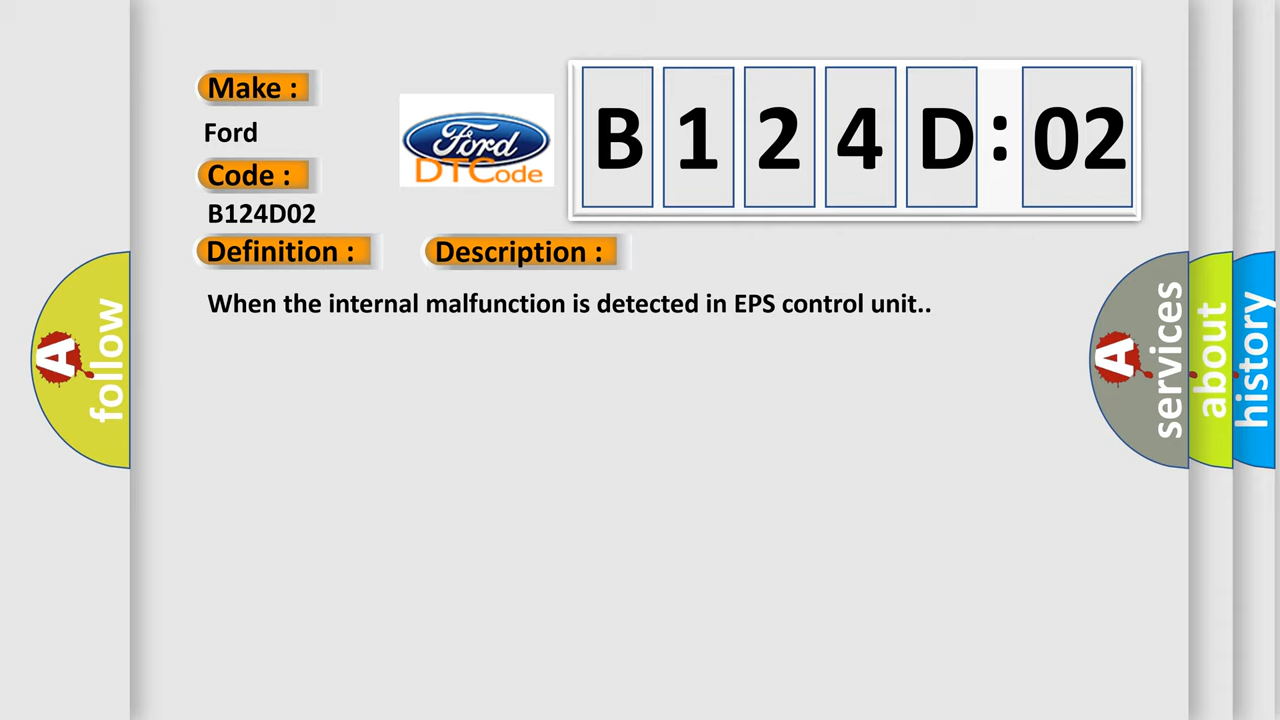 Make :
Ford
Code :
B124D02
Ford
DTCode
B 1 2 4 D : 02
Definition :
Description :
When the internal malfunction is detected in EPS control unit..
A
follow
A
services
about
history